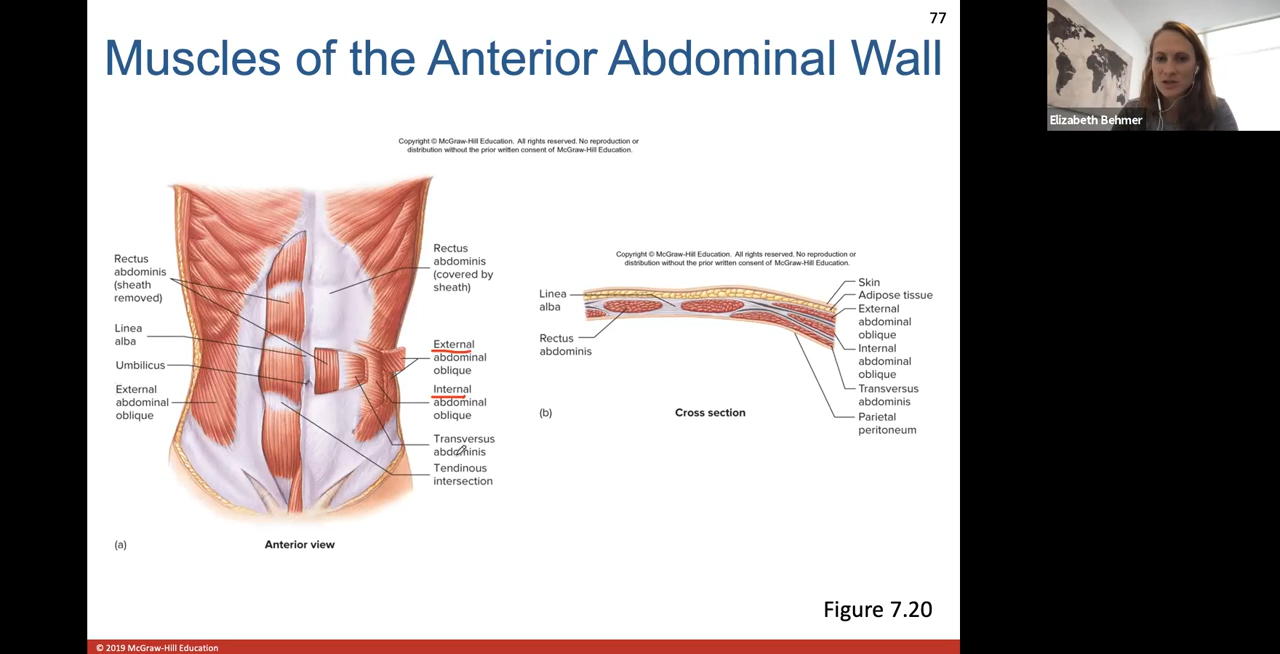 77
Muscles of the Anterior Abdominal Wall
Elizabeth Behmer
Copyright © McGraw-Hill Education. All rights reserved. No reproduction or
distribution without the prior written consent of McGraw-Hill Education.
Rectus
abdominis
(sheath
removed)
Linea
alba
Umbilicus
External
abdominal
oblique
Rectus
abdominis
(covered by
sheath)
External
abdominal
oblique
Internal
abdominal
oblique
Transversus
abdominis
Tendinous
intersection
(a)
Anterior view
Copyright © McGraw-Hill Education. All rights reserved. No reproduction or
distribution without the prior written consent of McGraw-Hill Education.
Linea
alba
Rectus
abdominis
Skin
Adipose tissue
External
abdominal
oblique
Internal
abdominal
oblique
Transversus
abdominis
Parietal
peritoneum
(b)
Cross section
Figure 7.20
© 2019 McGraw-Hill Education